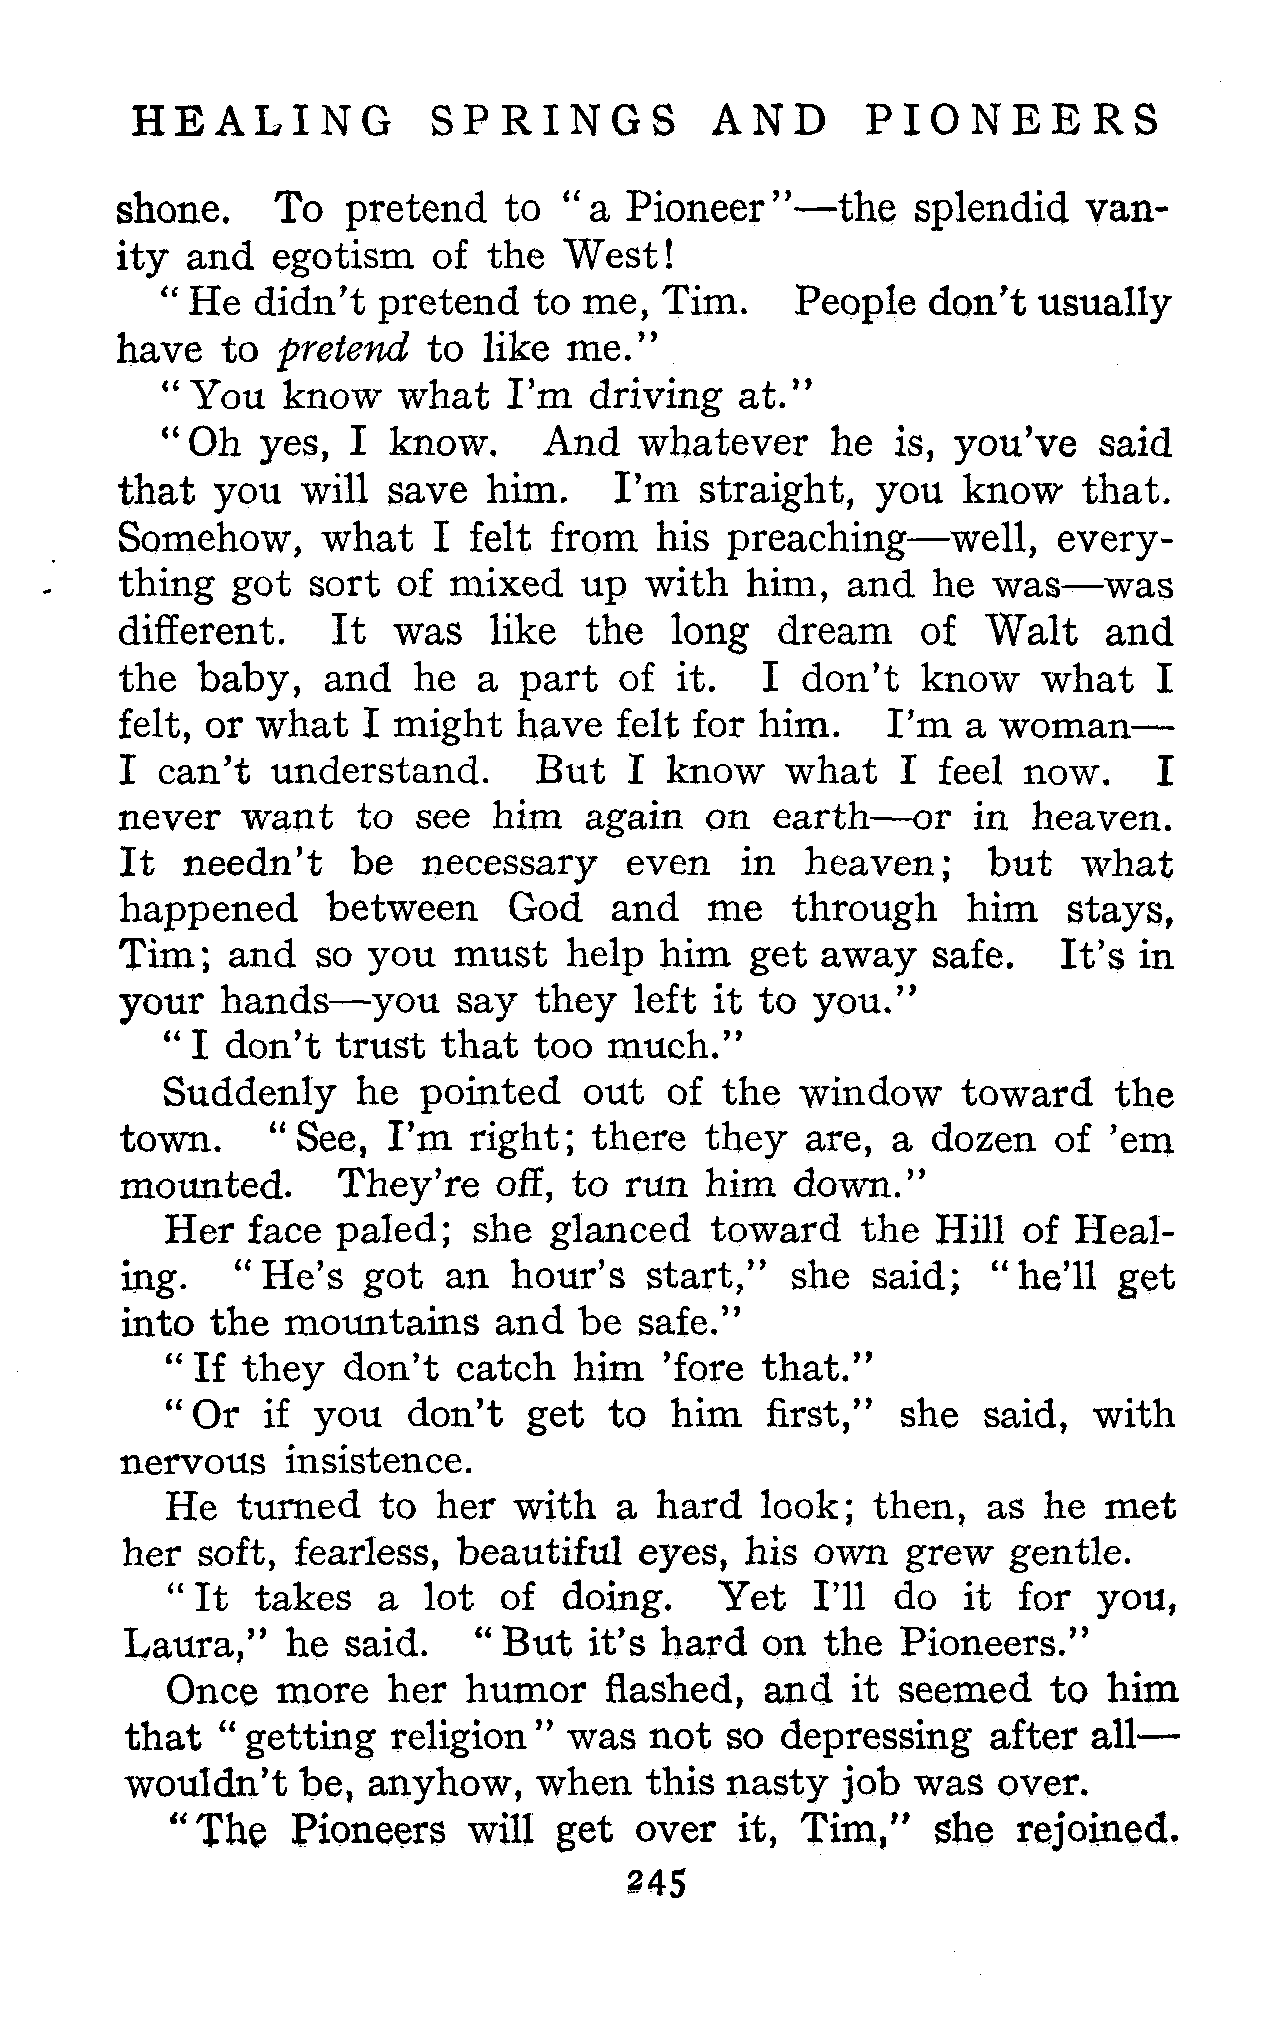 HEALING SPRINGS AND PIONEERS
shone. To pretend to "a Pioneer"—the splendid van-
ity and egotism of the West!
"He didn't pretend to me, Tim. People don't usually
have to pretend to like me."
"You know what I'm driving at."
"Oh yes, I know. And whatever he is, you've said
that you will save him. I'm straight, you know that.
Somehow, what I felt from his preaching—well, every-
thing got sort of mixed up with him, and he was—was
different. It was like the long dream of Walt and
the baby, and he a part of it. I don't know what I
felt, or what I might have felt for him. I'm a woman—
I can't understand. But I know what I feel now. I
never want to see him again on earth—or in heaven.
It needn't be necessary even in heaven; but what
happened between God and me through him stays,
Tim; and so you must help him get away safe. It's in
your hands—you say they left it to you."
"I don't trust that too much."
Suddenly he pointed out of the window toward the
town. "See, I'm right; there they are, a dozen of 'em
mounted. They're off, to run him down."
Her face paled; she glanced toward the Hill of Heal-
ing. "He's got an hour's start," she said; "he'll get
into the mountains and be safe."
"If they don't catch him 'fore that."
"Or if you don't get to him first," she said, with
nervous insistence.
He turned to her with a hard look; then, as he met
her soft, fearless, beautiful eyes, his own grew gentle.
"It takes a lot of doing. Yet I'll do it for you,
Laura," he said. "But it's hard on the Pioneers."
Once more her humor flashed, and it seemed to him
that "getting religion" was not so depressing after all—
wouldn't be, anyhow, when this nasty job was over.
"The Pioneers will get over it, Tim," she rejoined.
245